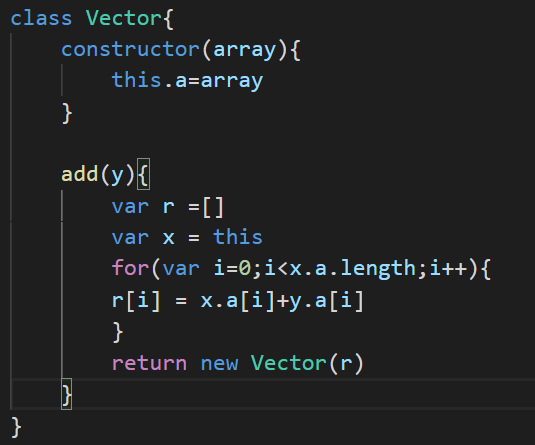 class Vector{
    constructor(array){
        this.a=array
    }

    add(y){
        var r =[]
        var x = this
        for(var i=0;i<x.a.length;i++){
        r[i] = x.a[i]+y.a[i]
        }
        return new Vector(r)
    }
}